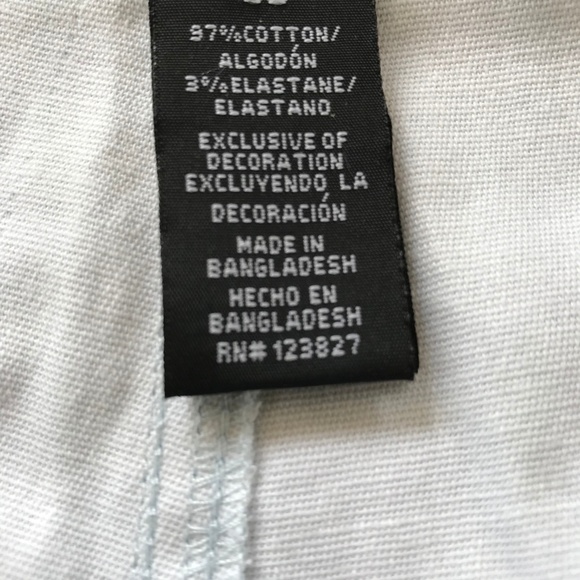 97%COTTON/
ALGODÓN
3%ELASTANE/
ELASTANO
EXCLUSIVE OF
DECORATION
EXCLUYENDO LA
DECORACIÓN
MADE IN
BANGLADESH
HECHO EN
BANGLADESH
RN# 123827